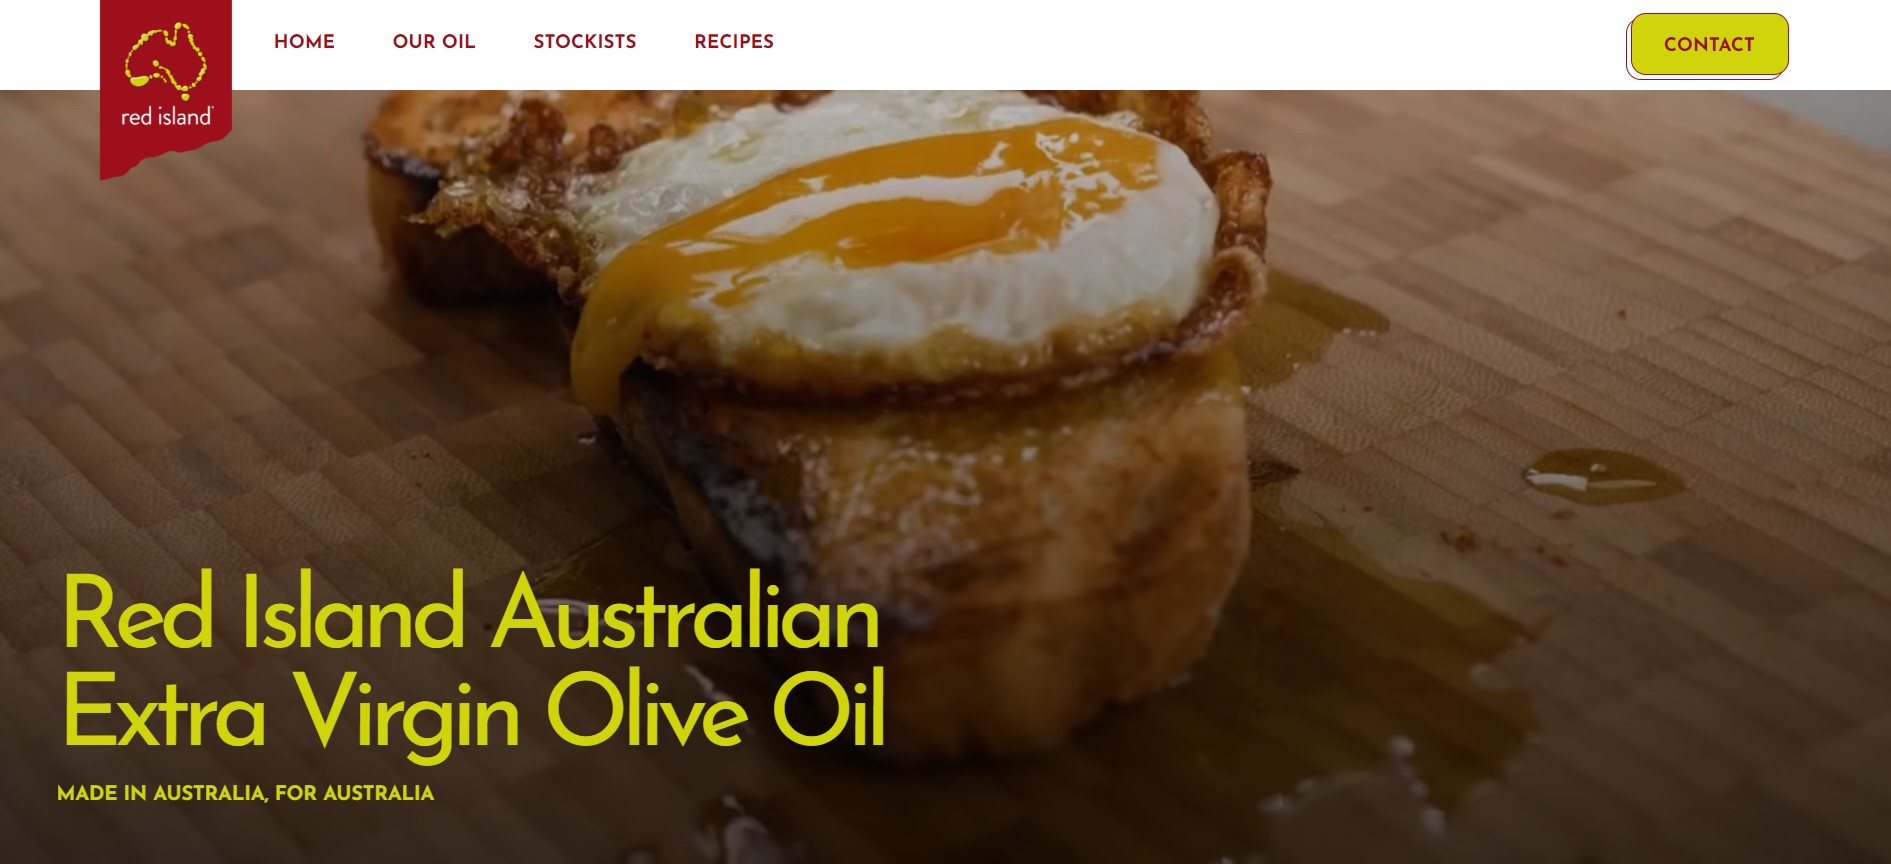 red island
HOME
OUR OIL
STOCKISTS
RECIPES
CONTACT
Red Island Australian
Extra Virgin Olive Oil
MADE IN AUSTRALIA, FOR AUSTRALIA